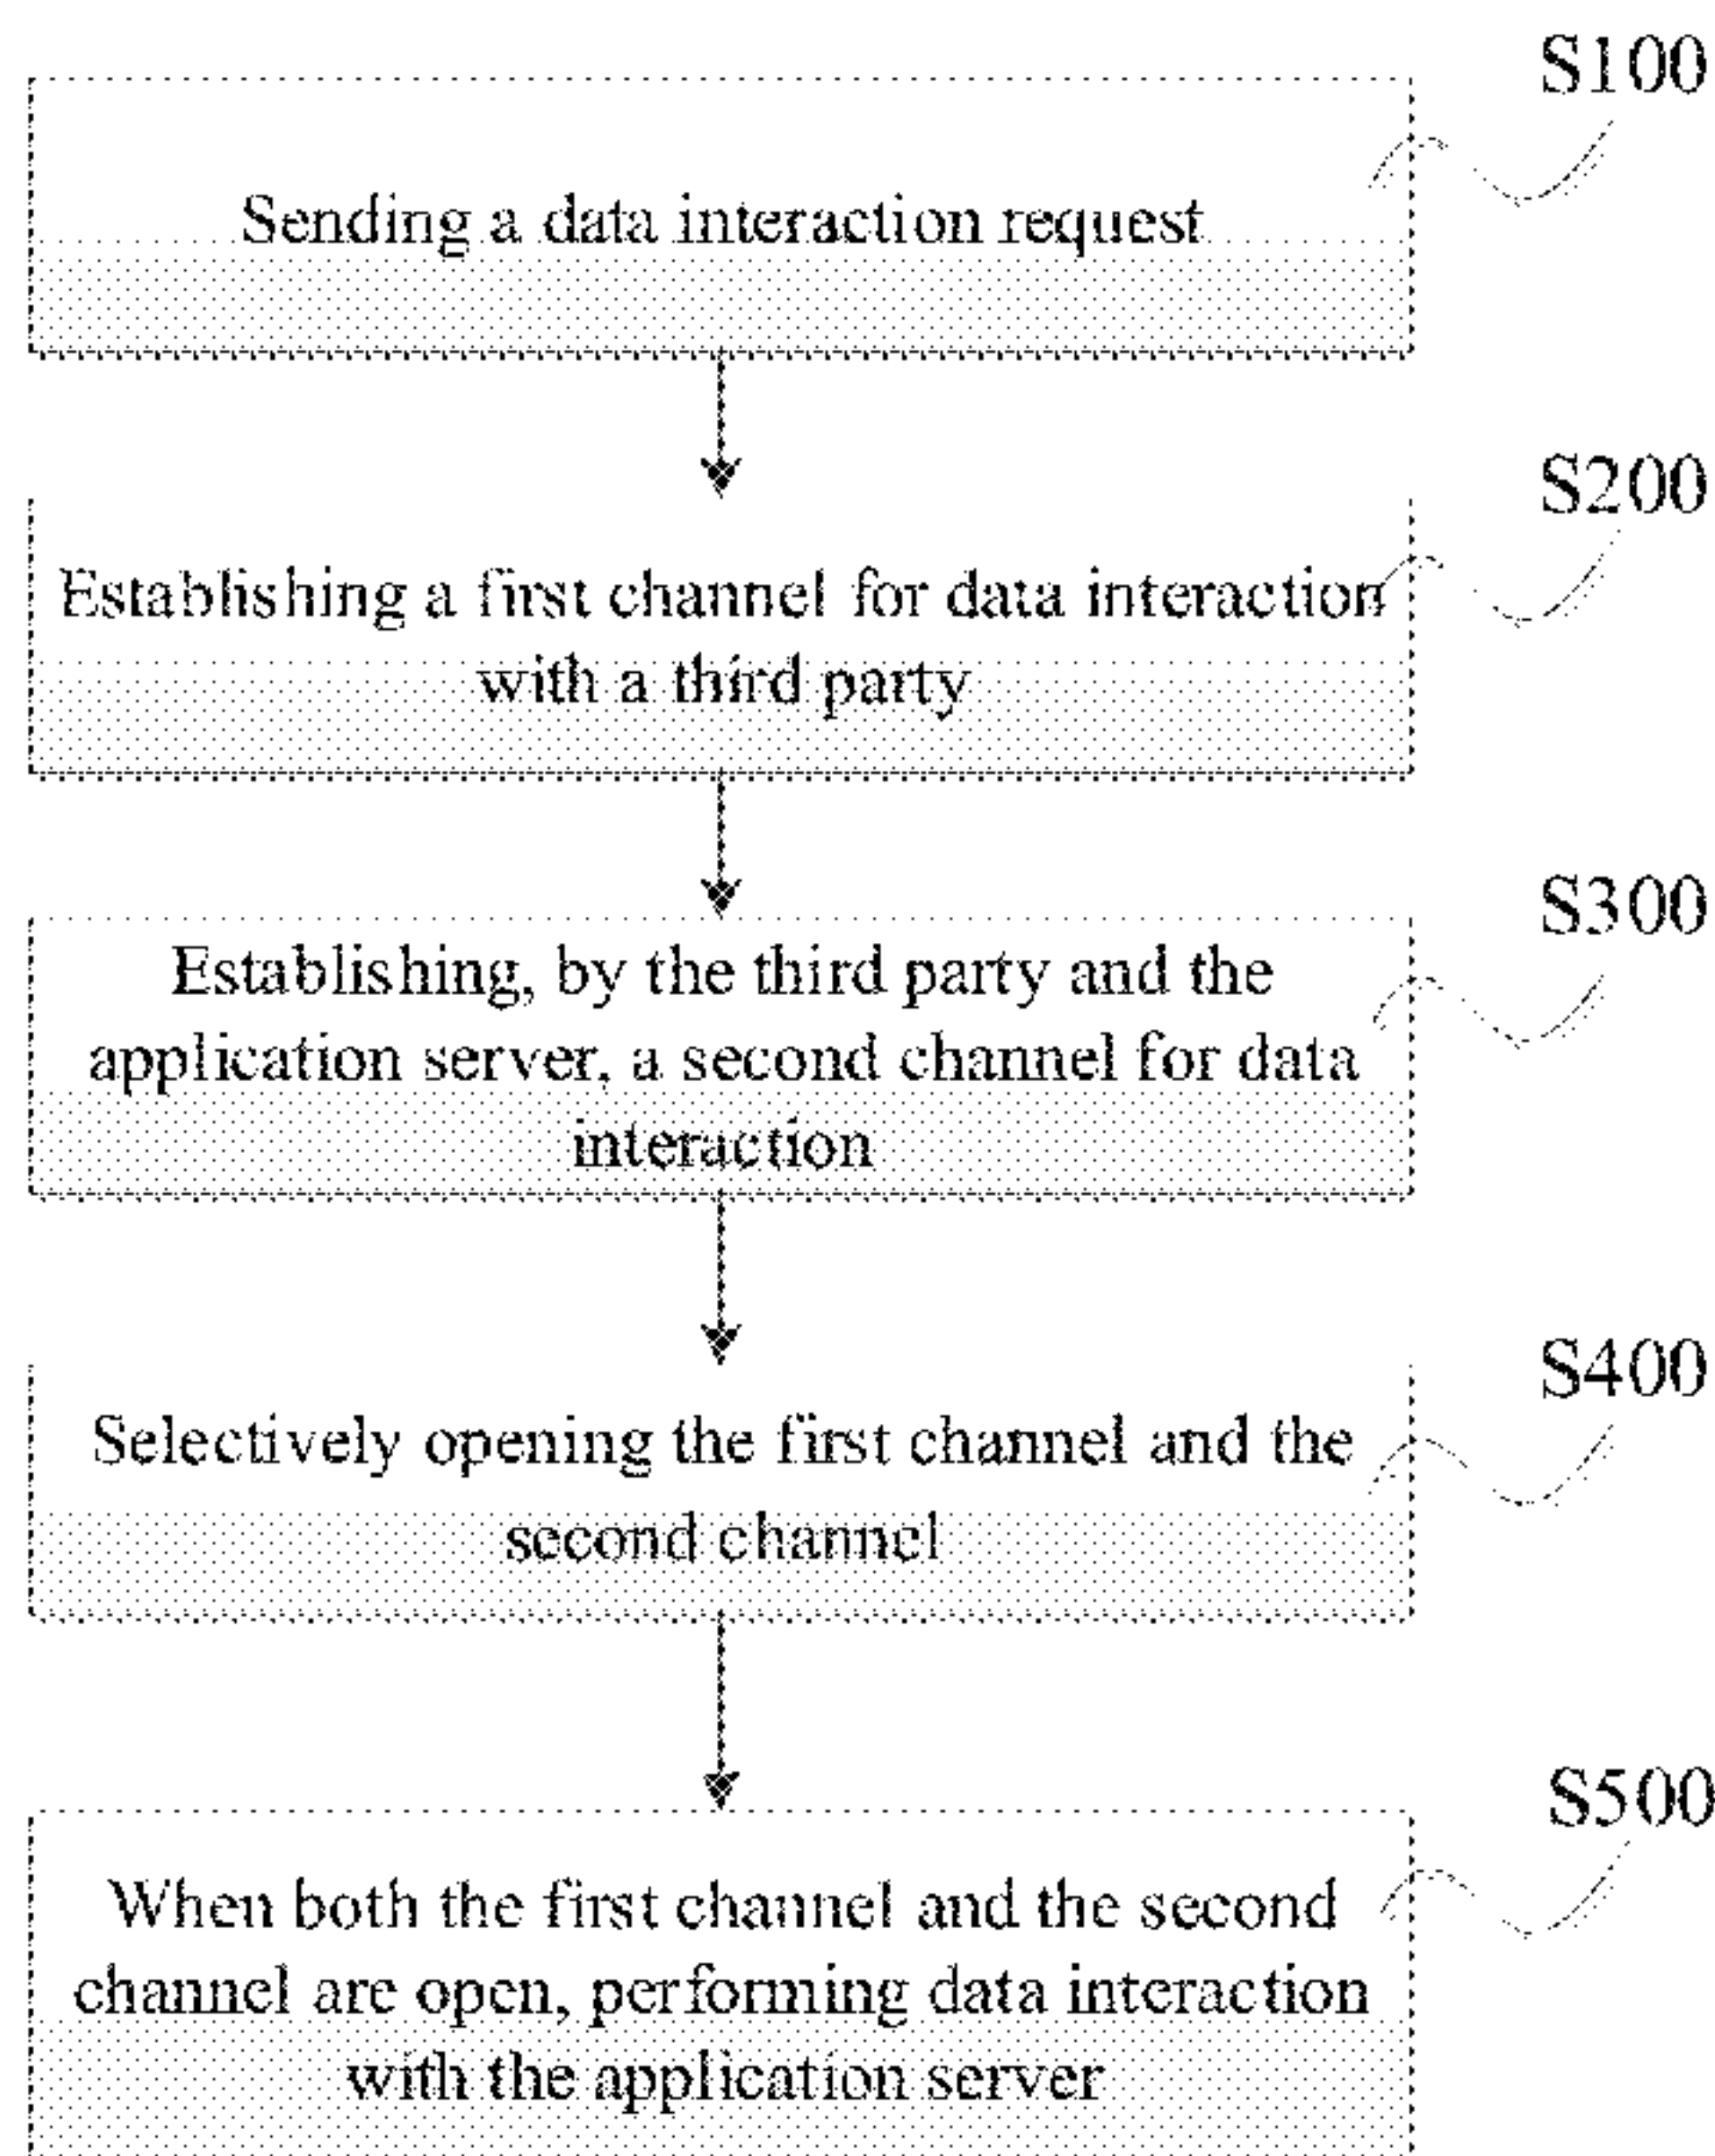 S100
Sending a data interaction request
S200
Establishing a first channel for data interaction
with a third party
S300
Establishing, by the third party and the
application server, a second channel for data
interaction
S400
Selectively opening the first channel and the
second channel
S500
When both the first channel and the second
channel are open, performing data interaction
with the application server